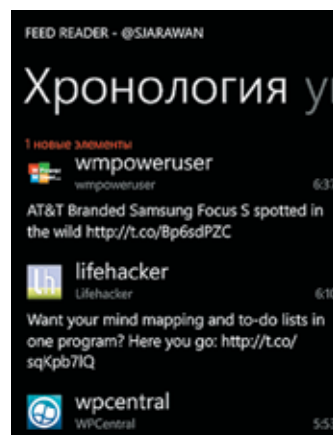 FEED READER - @SJARAWAN
Хронология
1 новые элементы
wmpoweruser
wmpoweruser
AT&T Branded Samsung Focus S spotted in
the wild http://t.co/Bp6sdPZC
lifehacker
Lifehacker
Want your mind mapping and to-do lists in
one program? Here you go: http://t.co/
sqKpb7lQ
wpcentral
WPCentral